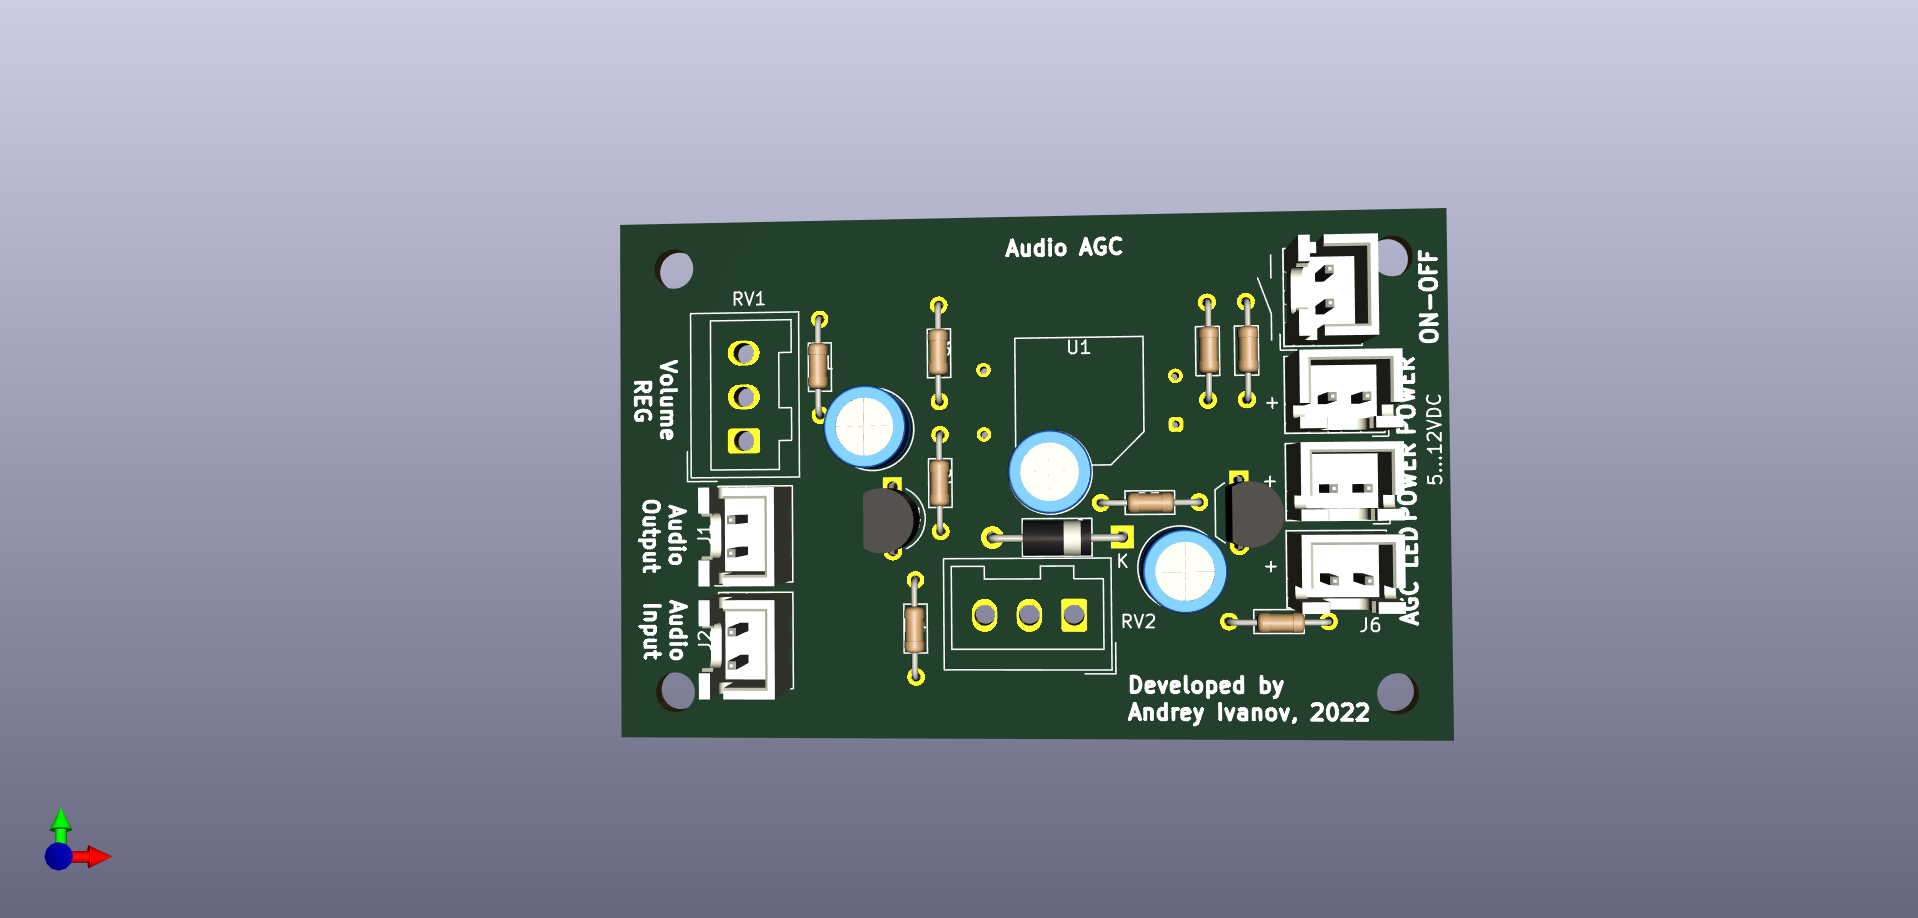 Audio AGC
RV1
Volume
REG
U1
ON-OFF
POWER
5...12VDC
POWER
AGC LED
+
+
+
J1
Audio
Output
J2
Audio
Input
K
RV2
J6
Developed by
Andrey Ivanov, 2022